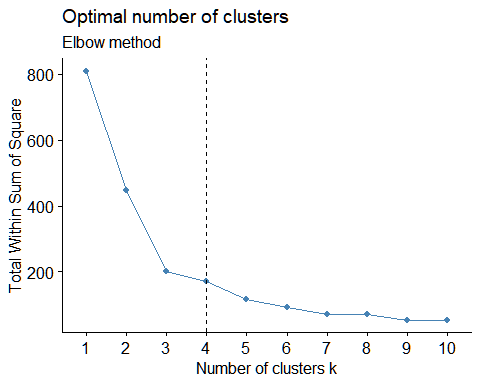 Optimal number of clusters
Elbow method
Total Within Sum of Square
800
600
400
200
1 2 3 4 5 6 7 8 9 10
Number of clusters k